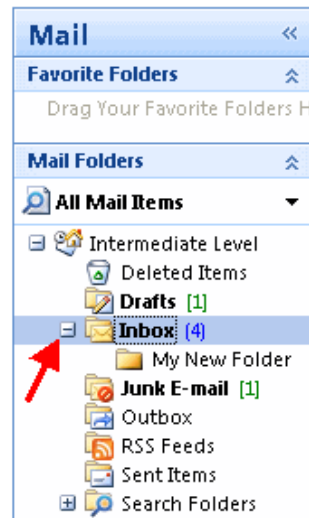 Mail
Favorite Folders
Drag Your Favorite Folders H
Mail Folders
All Mail Items
Intermediate Level
Deleted Items
Drafts [1]
Inbox (4)
My New Folder
Junk E-mail [1]
Outbox
RSS Feeds
Sent Items
Search Folders